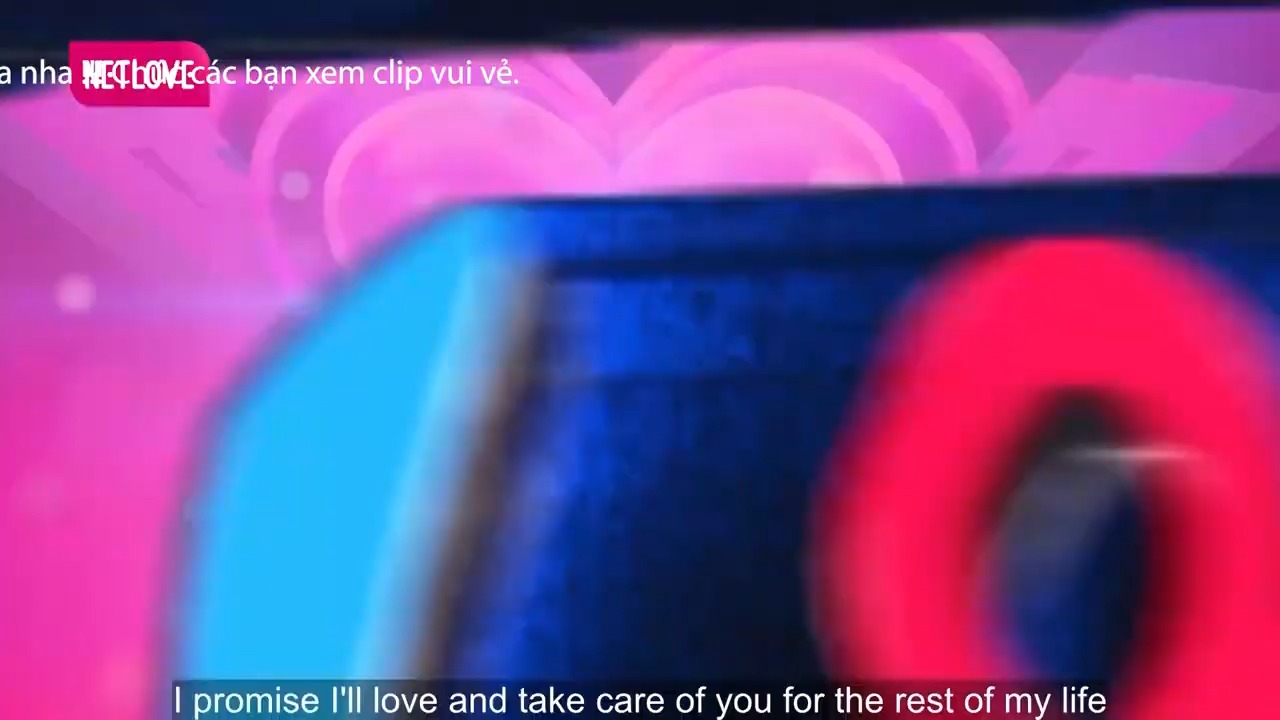 a nha !! Chúc các bạn xem clip vui vẻ.
NETLOVE
I promise I'll love and take care of you for the rest of my life